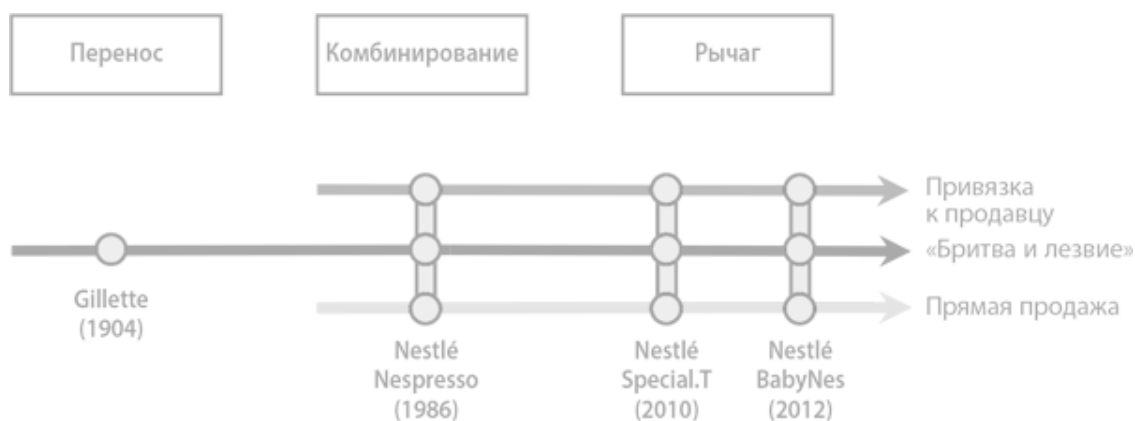 Перенос
Комбинирование
Рычаг
Привязка
к продавцу
«Бритва и лезвие»
Прямая продажа
Gillette
(1904)
Nestlé
Nespresso
(1986)
Nestlé
Special.T
(2010)
Nestlé
BabyNes
(2012)